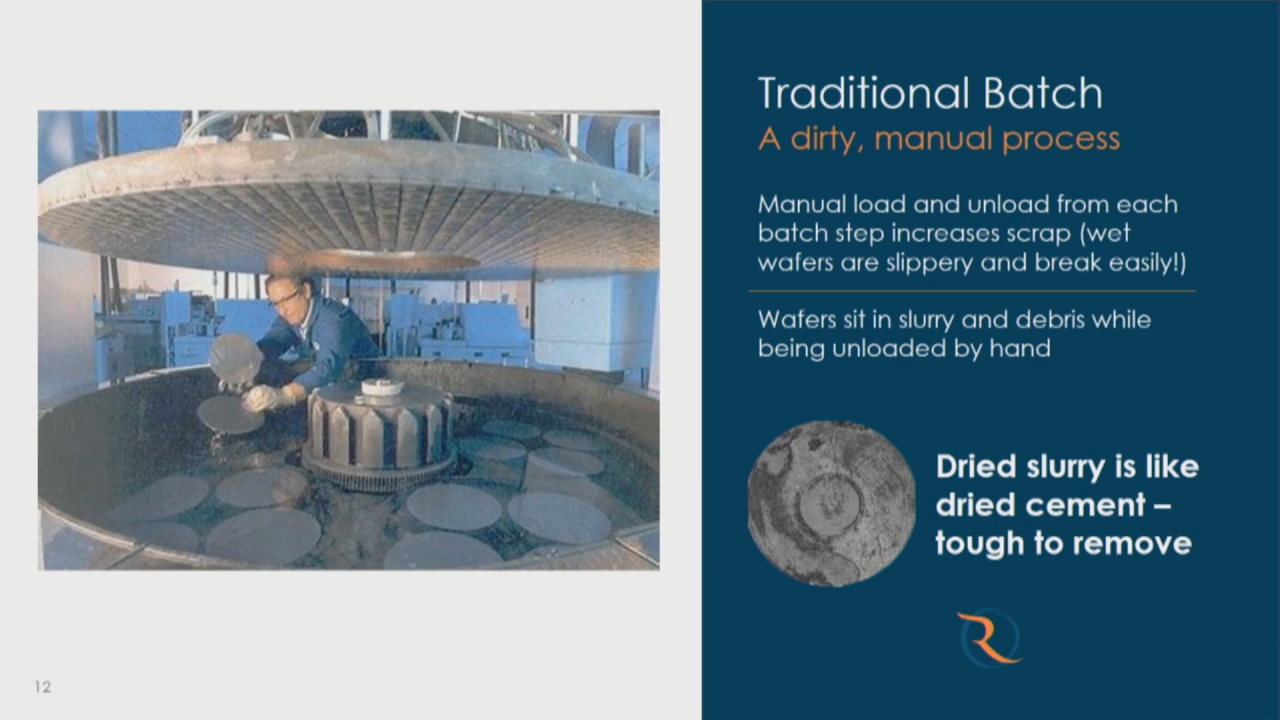 Traditional Batch
A dirty, manual process
Manual load and unload from each
batch step increases scrap (wet
wafers are slippery and break easily!)
Wafers sit in slurry and debris while
being unloaded by hand
Dried slurry is like
dried cement –
tough to remove
R
12